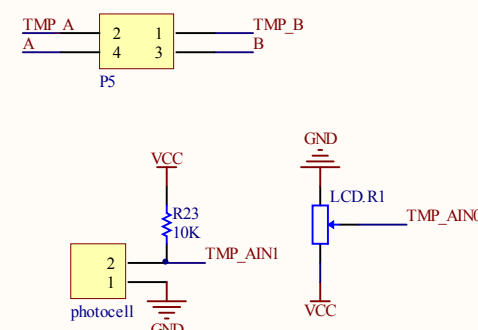 TMP_A 2 1 TMP_B
A 4 3 B
P5
GND
VCC
LCD.R1
R23
10K
TMP_AIN0
TMP_AIN1
2
1
VCC
photocell
GND